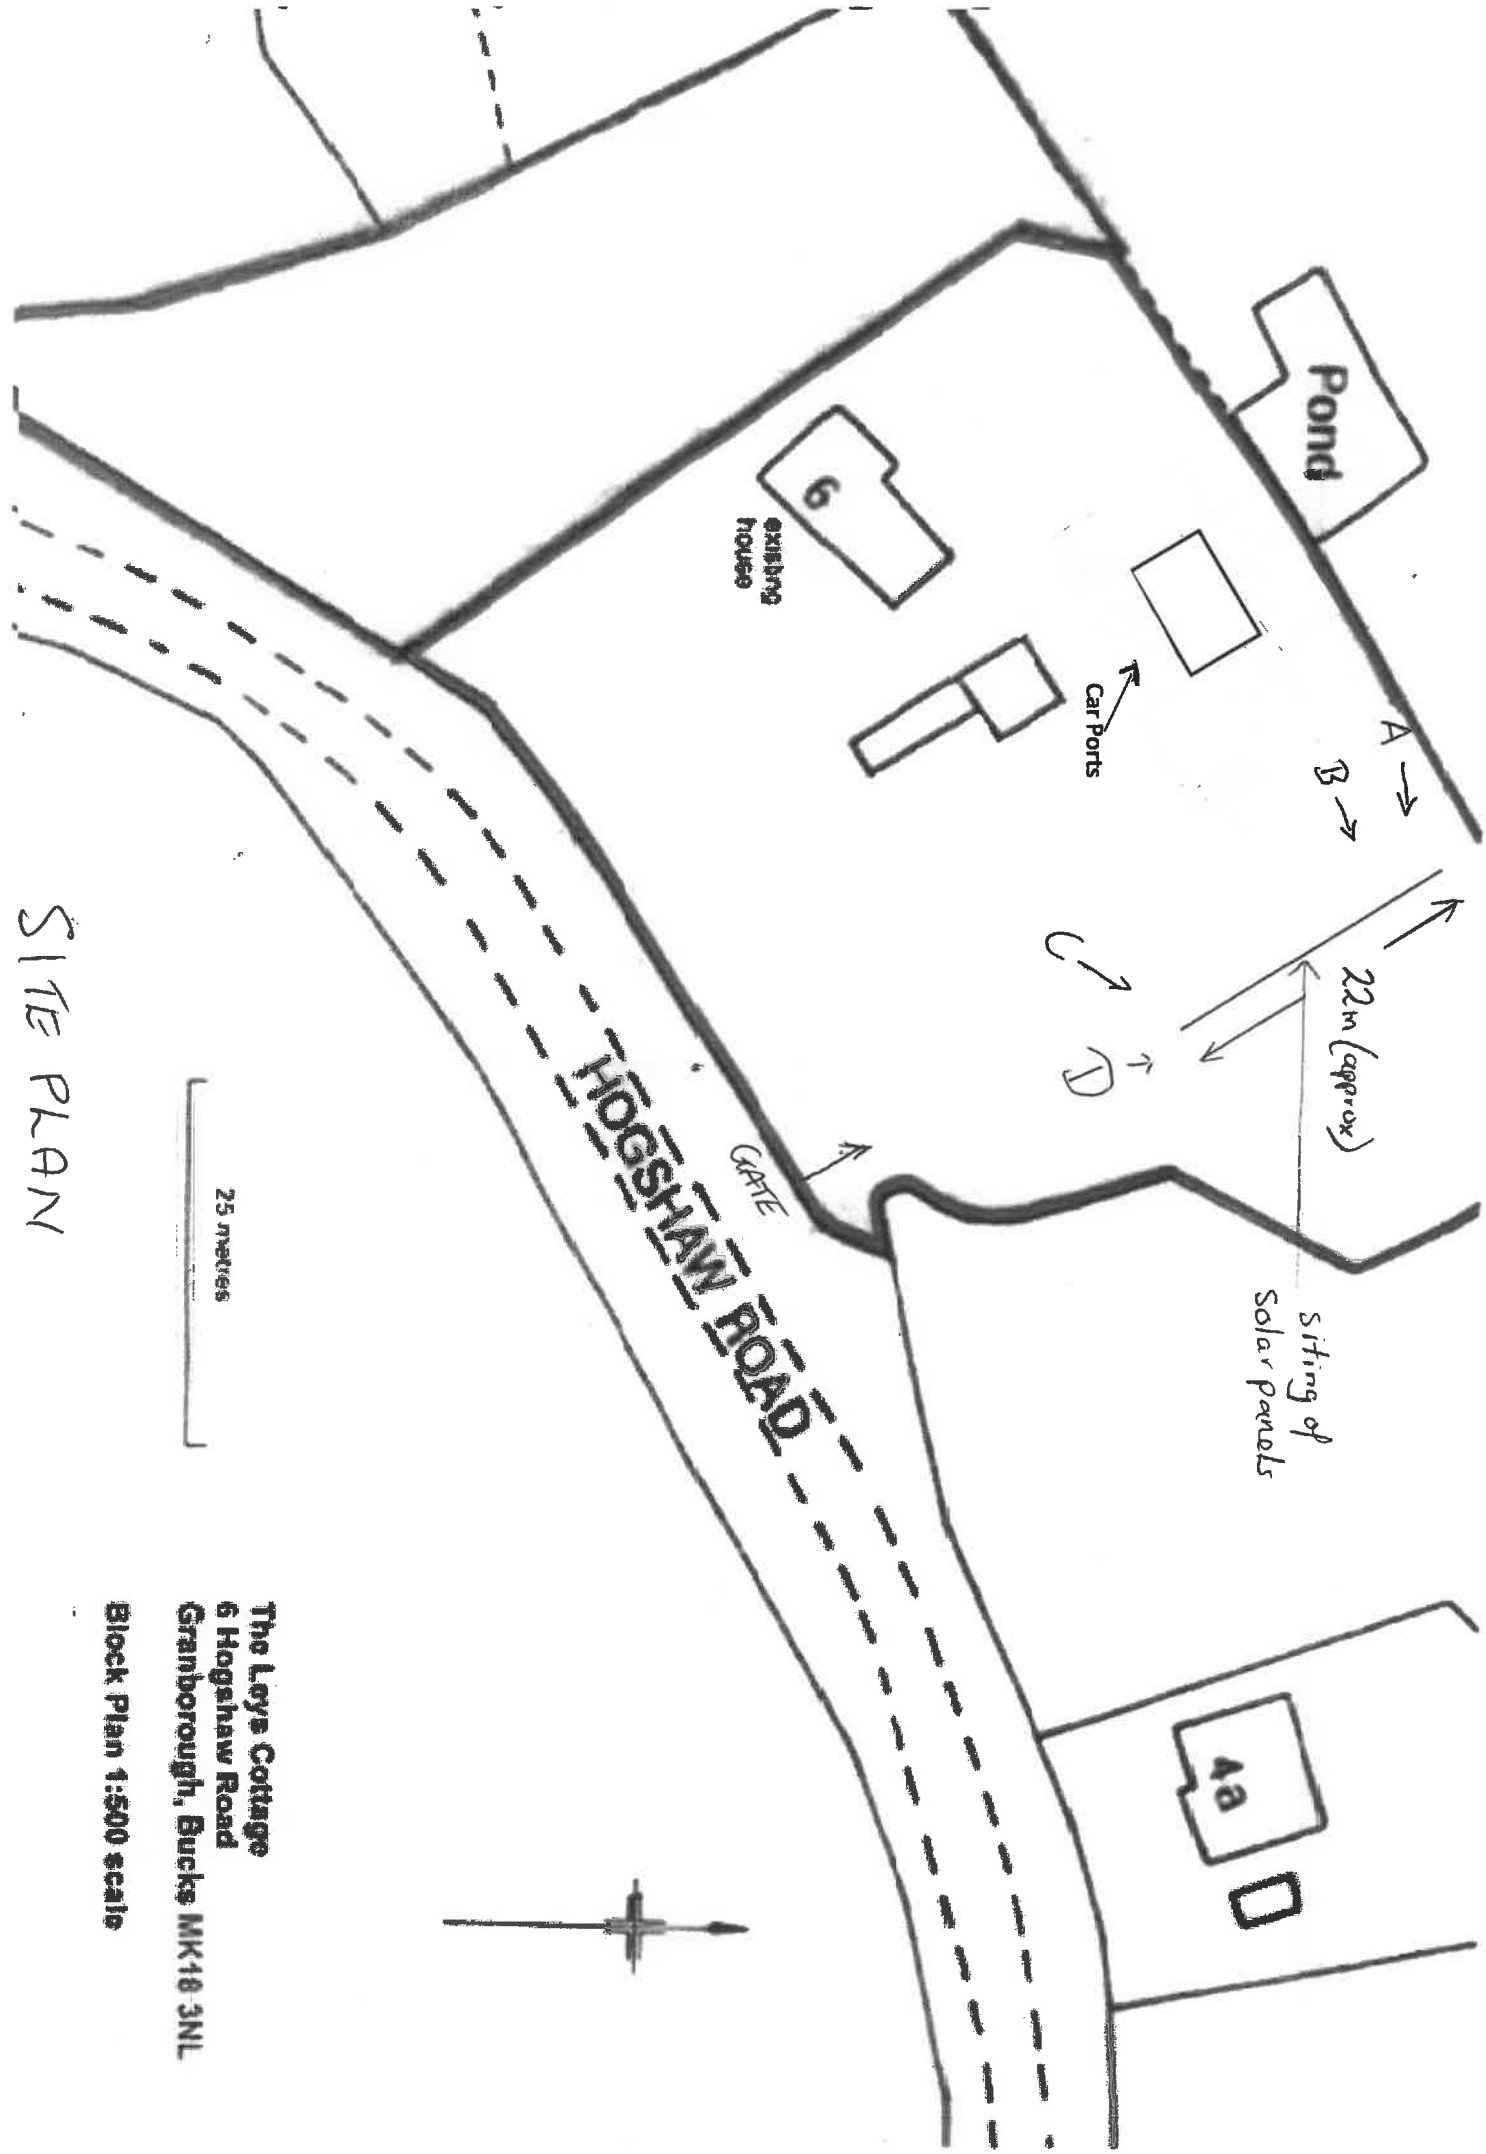 Pond
A →
B →
22m (approx)
Siting of
Solar panels
C →
D →
Car Ports
6
existing
house
GATE
4a
HOGSHAW ROAD
25 metres
The Leys Cottage
6 Hogshaw Road
Granborough, Bucks MK18 3NL
Block Plan 1:500 scale
SITE PLAN